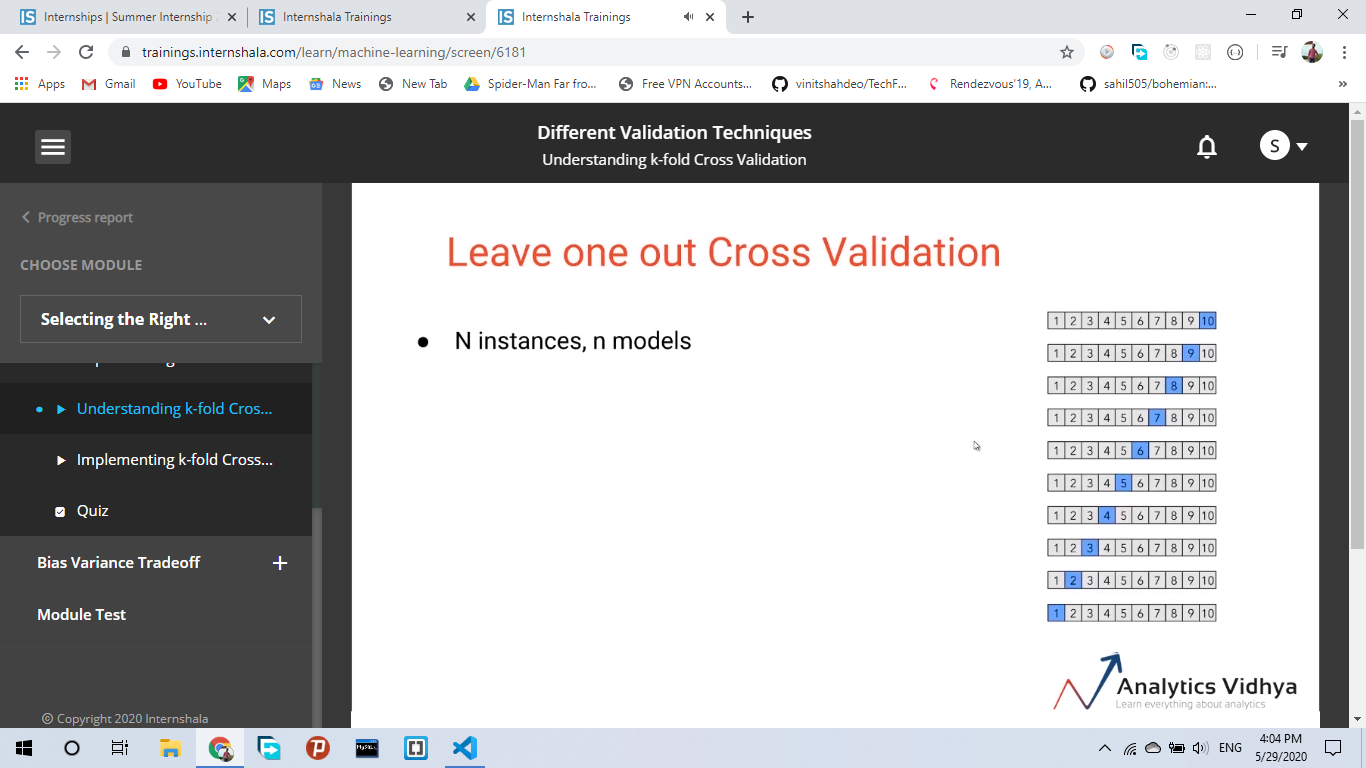 Internships | Summer Internship
Internshala Trainings
Internshala Trainings
trainings.internshala.com/learn/machine-learning/screen/6181
Apps
Gmail
YouTube
Maps
News
New Tab
Spider-Man Far fro...
Free VPN Accounts...
vinitshahdeo/TechF...
Rendezvous'19, A...
sahil505/bohemian:...
»
Different Validation Techniques
Understanding k-fold Cross Validation
S
Progress report
CHOOSE MODULE
Selecting the Right ...
Understanding k-fold Cros...
Implementing k-fold Cross...
Quiz
Bias Variance Tradeoff
Module Test
© Copyright 2020 Internshala
Leave one out Cross Validation
● N instances, n models
1 2 3 4 5 6 7 8 9 10
1 2 3 4 5 6 7 8 9 10
1 2 3 4 5 6 7 8 9 10
1 2 3 4 5 6 7 8 9 10
1 2 3 4 5 6 7 8 9 10
1 2 3 4 5 6 7 8 9 10
1 2 3 4 5 6 7 8 9 10
1 2 3 4 5 6 7 8 9 10
1 2 3 4 5 6 7 8 9 10
1 2 3 4 5 6 7 8 9 10
Analytics Vidhya
Learn everything about analytics
ENG
4:04 PM
5/29/2020